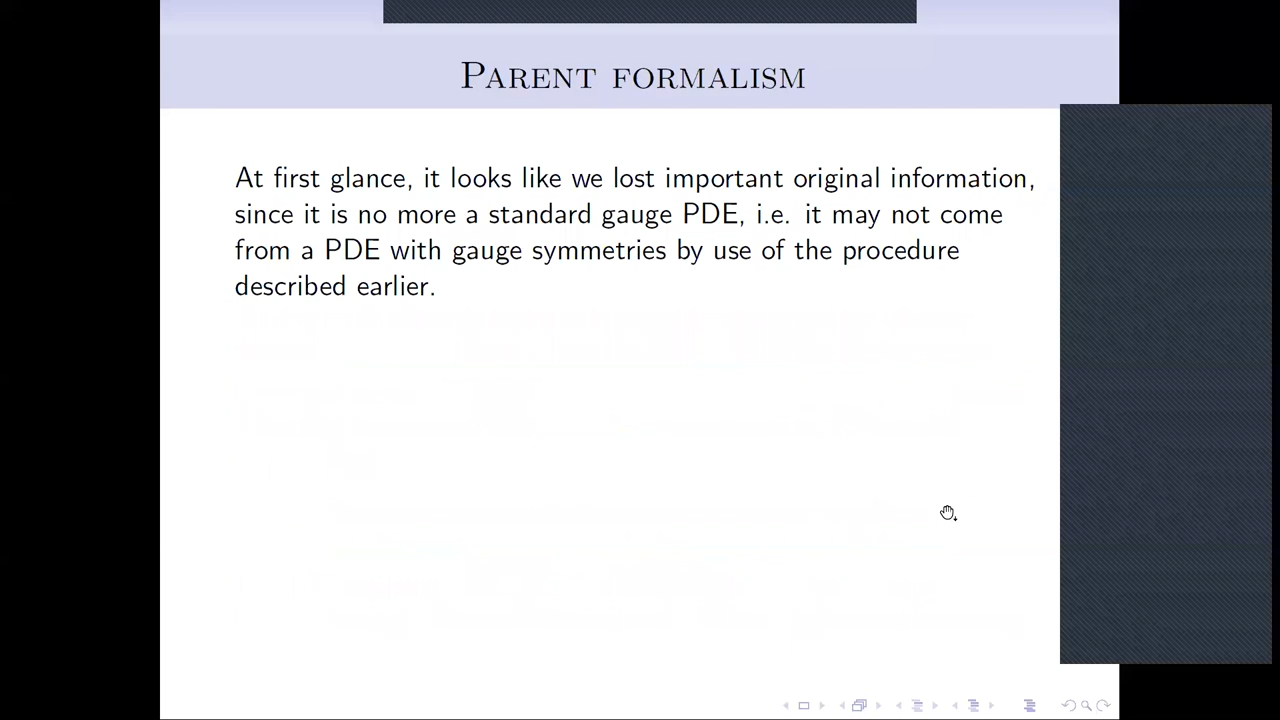 Parent formalism
At first glance, it looks like we lost important original information,
since it is no more a standard gauge PDE, i.e. it may not come
from a PDE with gauge symmetries by use of the procedure
described earlier.